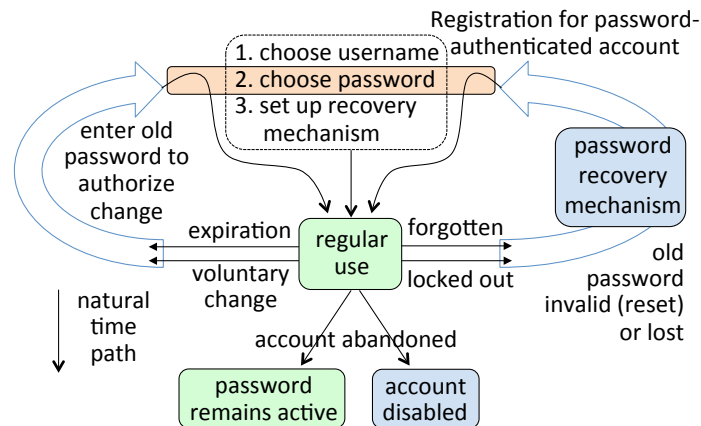 Registration for password-
authenticated account
1. choose username
2. choose password
3. set up recovery
mechanism
enter old
password to
authorize
change
password
recovery
mechanism
expiration
voluntary
change
regular
use
forgotten
locked out
old
password
invalid (reset)
or lost
natural
time
path
account abandoned
password
remains active
account
disabled